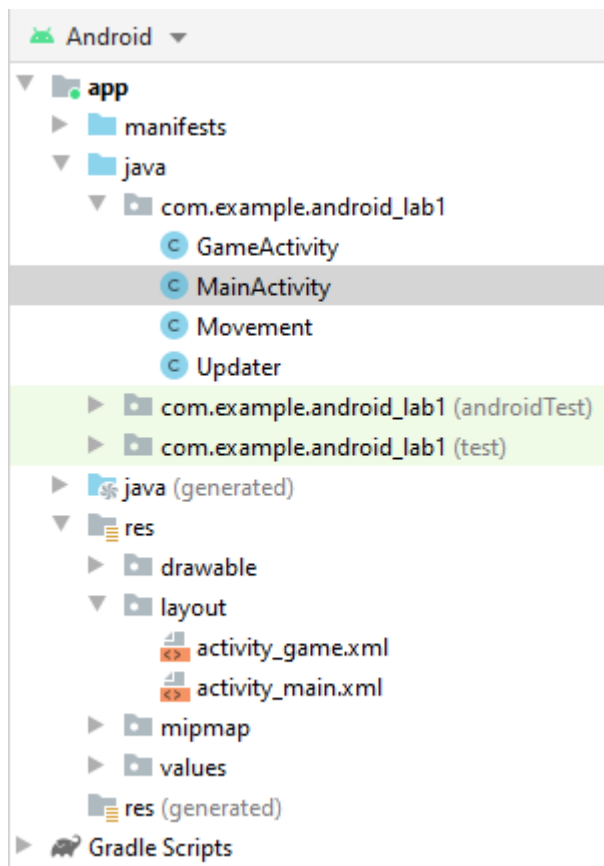 Android
app
manifests
java
com.example.android_lab1
C GameActivity
C MainActivity
C Movement
C Updater
com.example.android_lab1 (androidTest)
com.example.android_lab1 (test)
java (generated)
res
drawable
layout
activity_game.xml
activity_main.xml
mipmap
values
res (generated)
Gradle Scripts